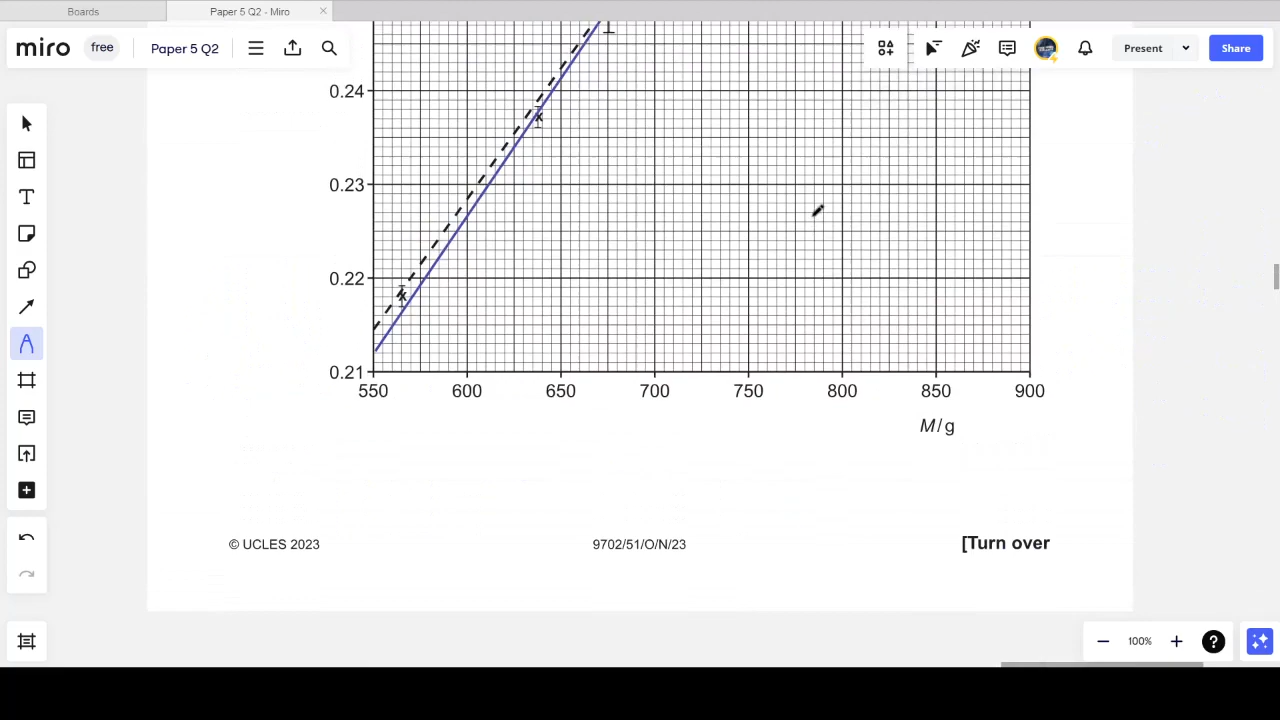 Boards
Paper 5 Q2 - Miro
miro
free
Paper 5 Q2
Present
Share
0.24
0.23
0.22
0.21
550 600 650 700 750 800 850 900
M/g
© UCLES 2023
9702/51/O/N/23
[Turn over
100%